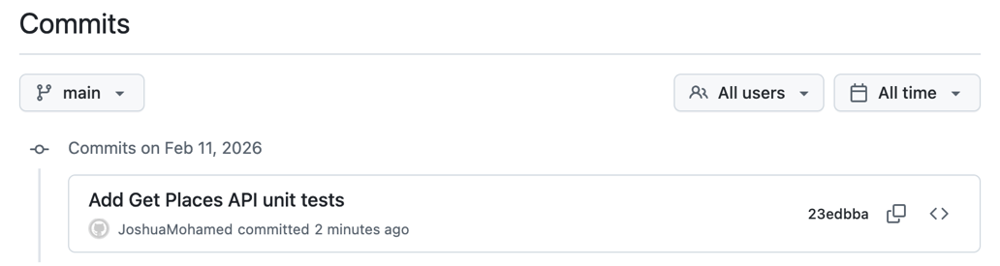 Commits
main
All users
All time
Commits on Feb 11, 2026
Add Get Places API unit tests
23edbba
JoshuaMohamed committed 2 minutes ago